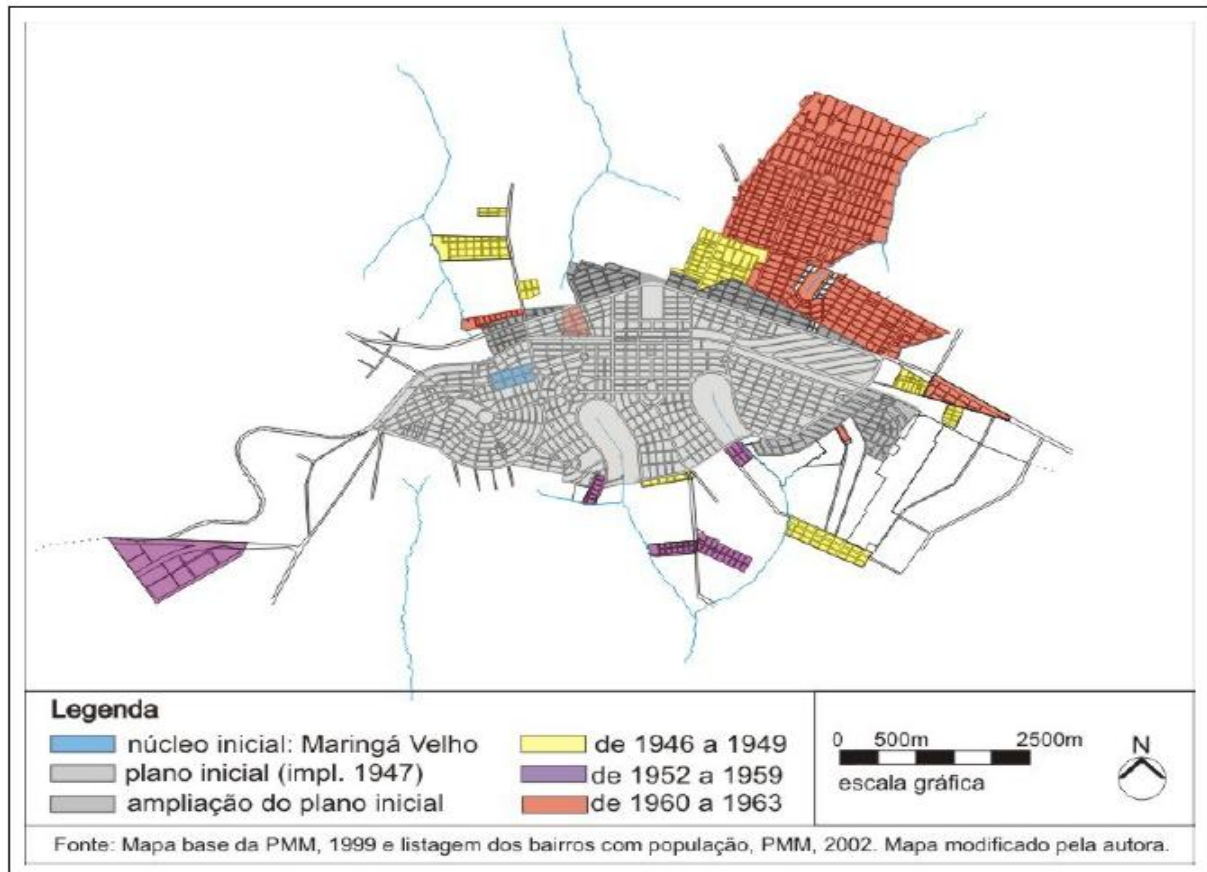 Legenda
núcleo inicial: Maringá Velho
plano inicial (impl. 1947)
ampliação do plano inicial
de 1946 a 1949
de 1952 a 1959
de 1960 a 1963
0 500m 2500m
escala gráfica
N
Fonte: Mapa base da PMM, 1999 e listagem dos bairros com população, PMM, 2002. Mapa modificado pela autora.